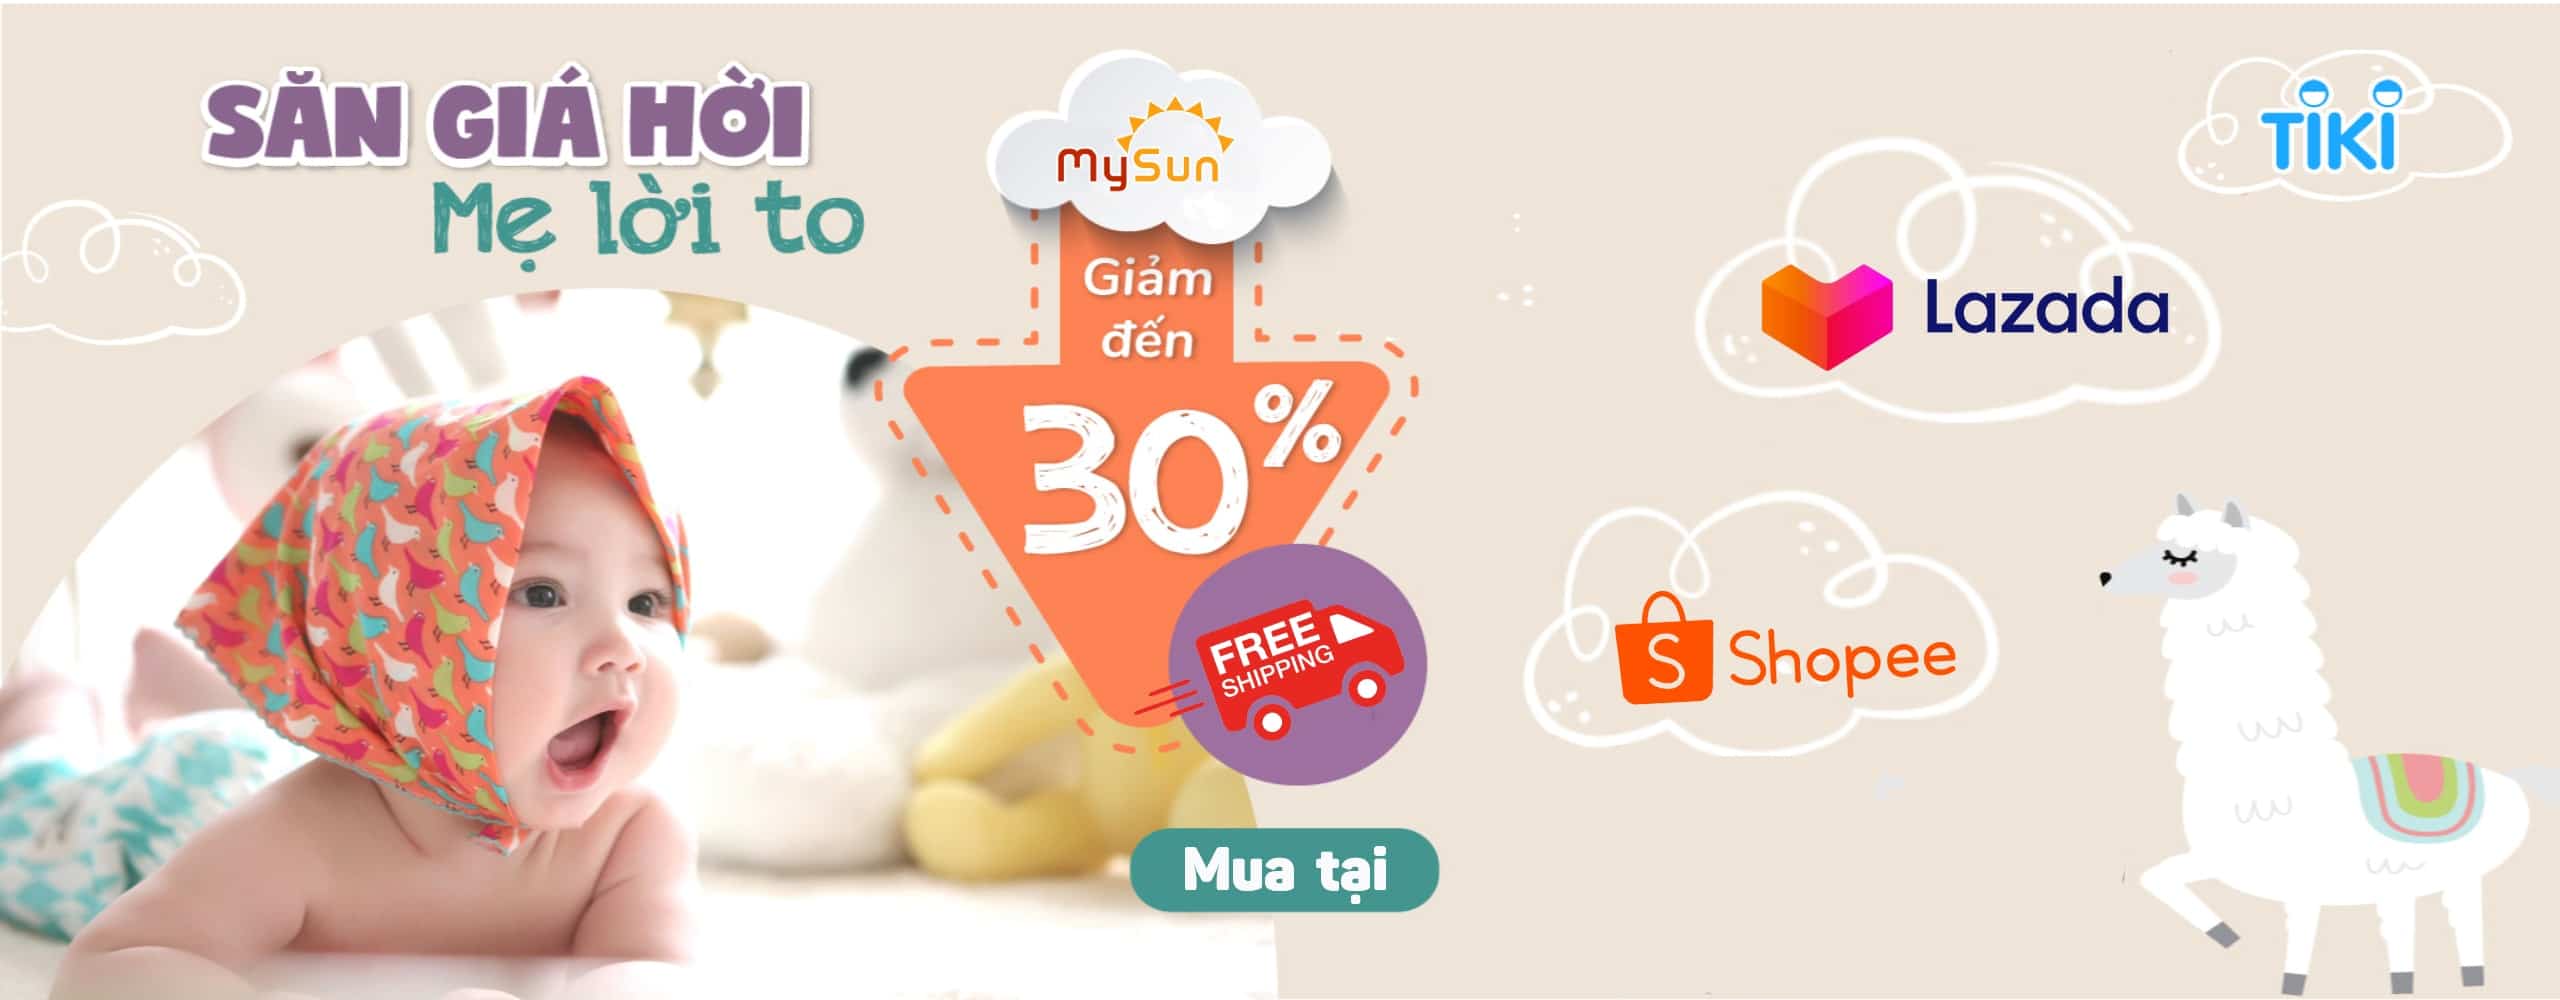 SĂN GIÁ HỜI
Mẹ lời to
MySun
Giảm
đến
30%
FREE
SHIPPING
Mua tại
TIKI
Lazada
S Shopee